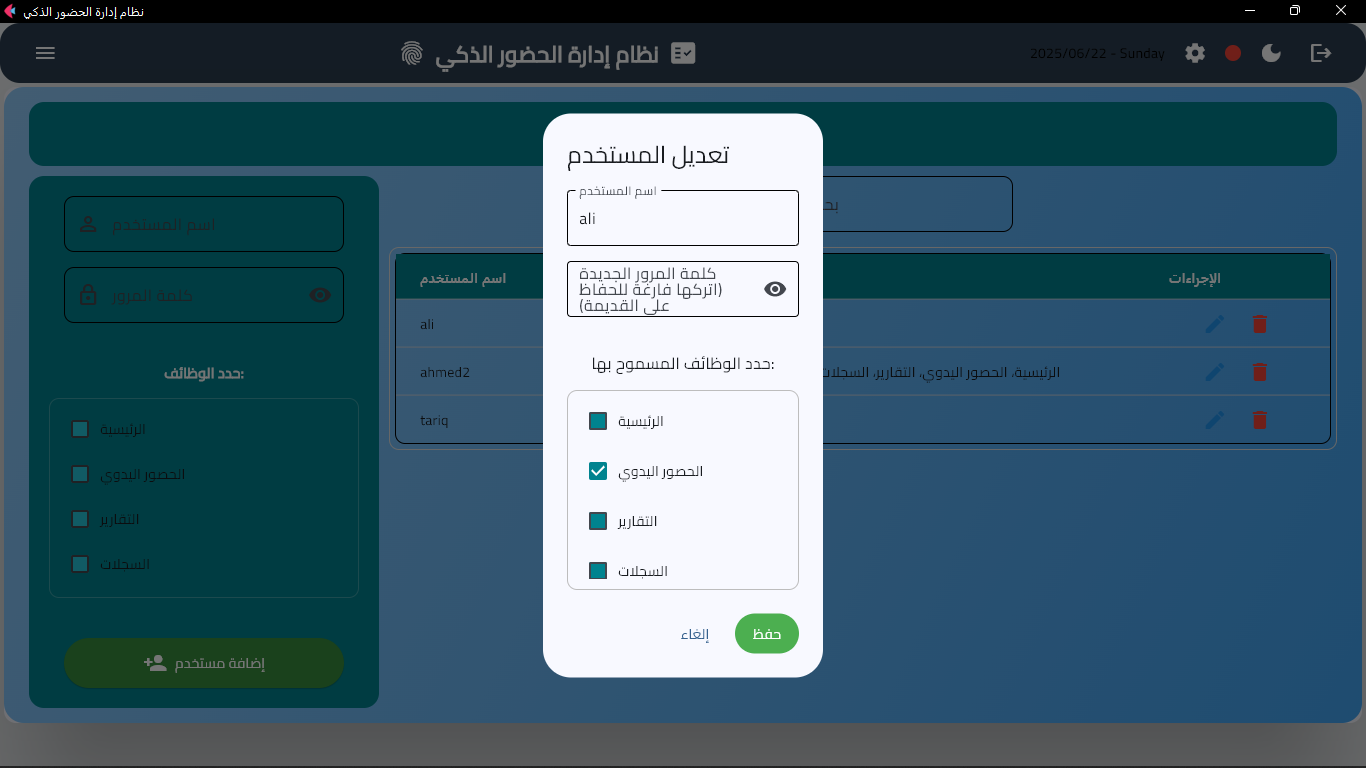 نظام إدارة الحضور الذكي
نظام إدارة الحضور الذكي
2025/06/22 - Sunday
تعديل المستخدم
اسم المستخدم
ali
كلمة المرور الجديدة
(اتركها فارغة للحفاظ
على القديمة)
حدد الوظائف المسموح بها:
الرئيسية
الحضور اليدوي
التقارير
السجلات
حفظ
إلغاء
اسم المستخدم
كلمة المرور
حدد الوظائف:
الرئيسية
الحضور اليدوي
التقارير
السجلات
إضافة مستخدم
اسم المستخدم
الإجراءات
ali
ahmed2
الرئيسية، الحضور اليدوي، التقارير، السجلات
tariq